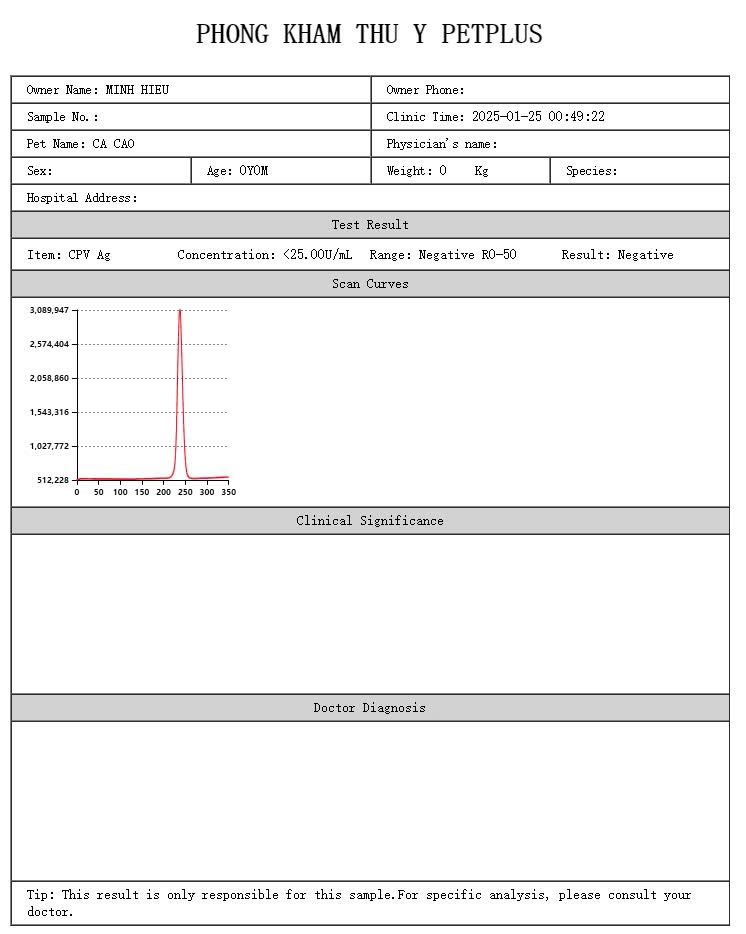 PHONG KHAM THU Y PETPLUS
Owner Name: MINH HIEU
Owner Phone:
Sample No.:
Clinic Time: 2025-01-25 00:49:22
Pet Name: CA CAO
Physician's name:
Sex:
Age: 0Y0M
Weight: 0 Kg
Species:
Hospital Address:
Test Result
Item: CPV Ag
Concentration: <25.00U/mL
Range: Negative R0-50
Result: Negative
Scan Curves
3,089,947
2,574,404
2,058,860
1,543,316
1,027,772
512,228
0 50 100 150 200 250 300 350
Clinical Significance
Doctor Diagnosis
Tip: This result is only responsible for this sample.For specific analysis, please consult your
doctor.